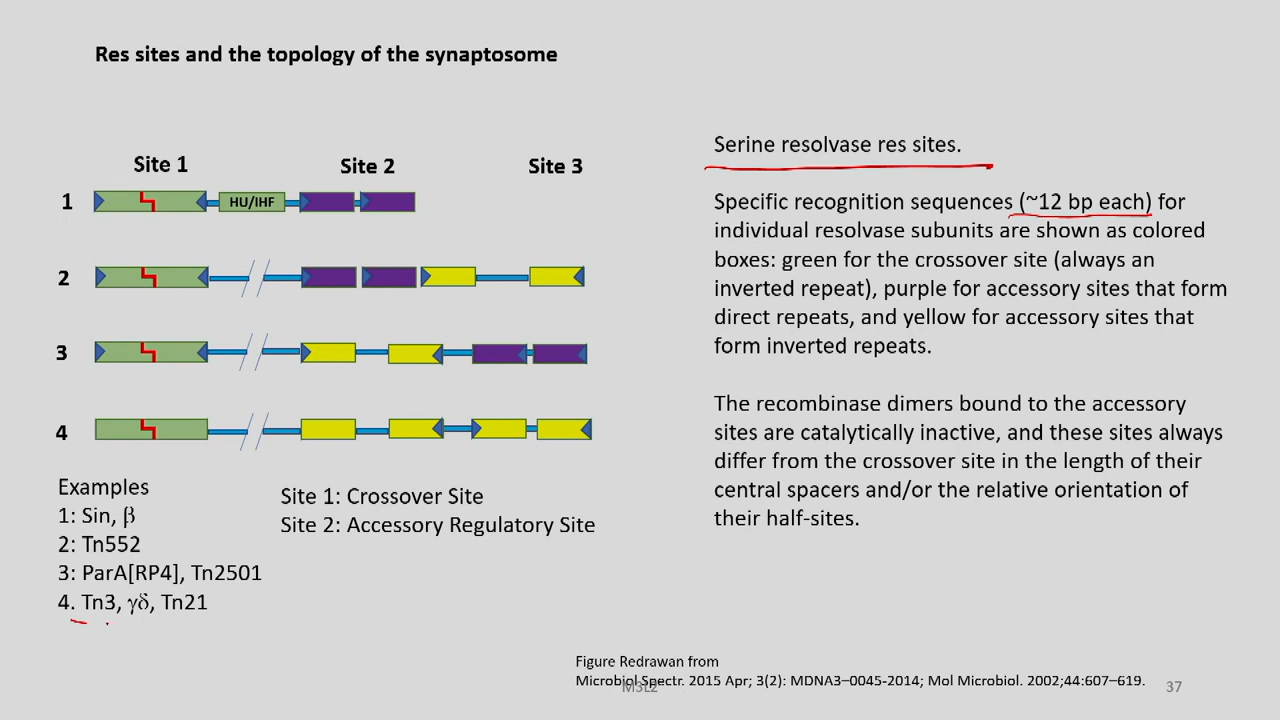 Res sites and the topology of the synaptosome
Site 1 Site 2 Site 3
1 HU/IHF
2
3
4
Examples
1: Sin, β
2: Tn552
3: ParA[RP4], Tn2501
4. Tn3, γδ, Tn21
Site 1: Crossover Site
Site 2: Accessory Regulatory Site
Serine resolvase res sites.
Specific recognition sequences (~12 bp each) for
individual resolvase subunits are shown as colored
boxes: green for the crossover site (always an
inverted repeat), purple for accessory sites that form
direct repeats, and yellow for accessory sites that
form inverted repeats.
The recombinase dimers bound to the accessory
sites are catalytically inactive, and these sites always
differ from the crossover site in the length of their
central spacers and/or the relative orientation of
their half-sites.
Figure Redrawan from
Microbiol Spectr. 2015 Apr; 3(2): MDNA3–0045-2014; Mol Microbiol. 2002;44:607–619.
M3L2
37